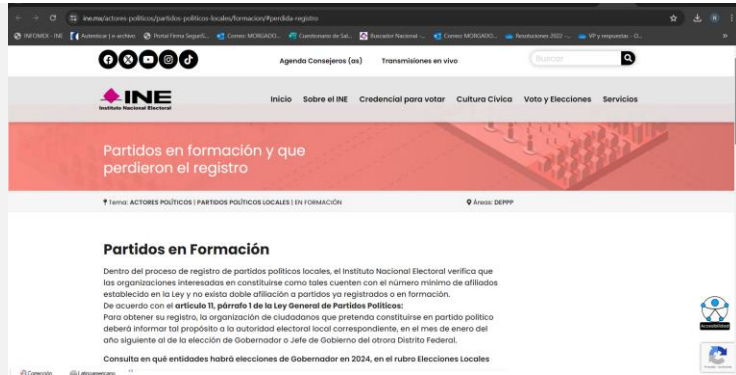 ine.mx/actores-politicos/partidos-politicos-locales/formacion/#perdida-registro
INFOMEX - INE Autenticar | e-archivo Portal Firma SeguriS... Correo: MORGADO... Cuestionario de Sal... Buscador Nacional -... Correo: MORGADO... Resoluciones 2022 -... VP y respuestas - O...
Agenda Consejeros (as) Transmisiones en vivo Buscar
INE
Instituto Nacional Electoral
Inicio Sobre el INE Credencial para votar Cultura Cívica Voto y Elecciones Servicios
Partidos en formación y que
perdieron el registro
Tema: ACTORES POLÍTICOS | PARTIDOS POLÍTICOS LOCALES | EN FORMACIÓN Áreas: DEPPP
Partidos en Formación
Dentro del proceso de registro de partidos políticos locales, el Instituto Nacional Electoral verifica que
las organizaciones interesadas en constituirse como tales cuenten con el número mínimo de afiliados
establecido en la Ley y no exista doble afiliación a partidos ya registrados o en formación.
De acuerdo con el artículo 11, párrafo 1 de la Ley General de Partidos Políticos:
Para obtener su registro, la organización de ciudadanos que pretenda constituirse en partido político
deberá informar tal propósito a la autoridad electoral local correspondiente, en el mes de enero del
año siguiente al de la elección de Gobernador o Jefe de Gobierno del otrora Distrito Federal.
Accesibilidad
Consulta en qué entidades habrá elecciones de Gobernador en 2024, en el rubro Elecciones Locales
Corrección Latinoamericano